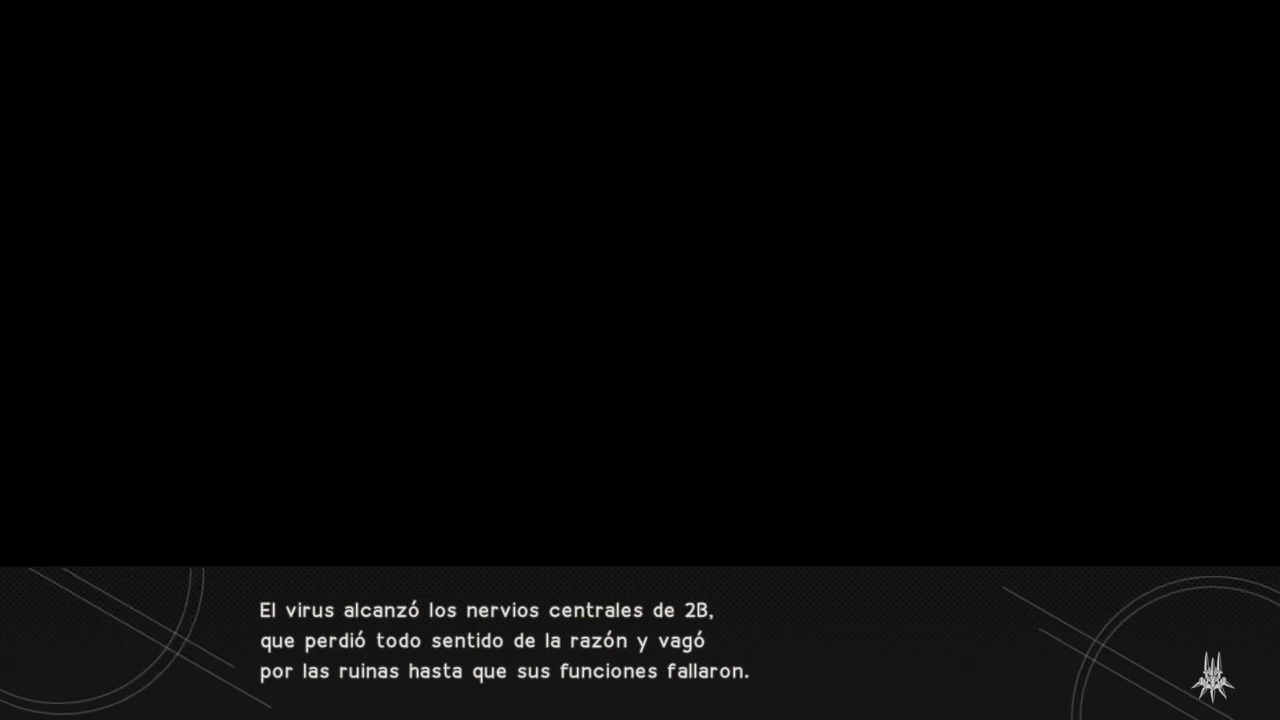 El virus alcanzó los nervios centrales de 2B,
que perdió todo sentido de la razón y vagó
por las ruinas hasta que sus funciones fallaron.